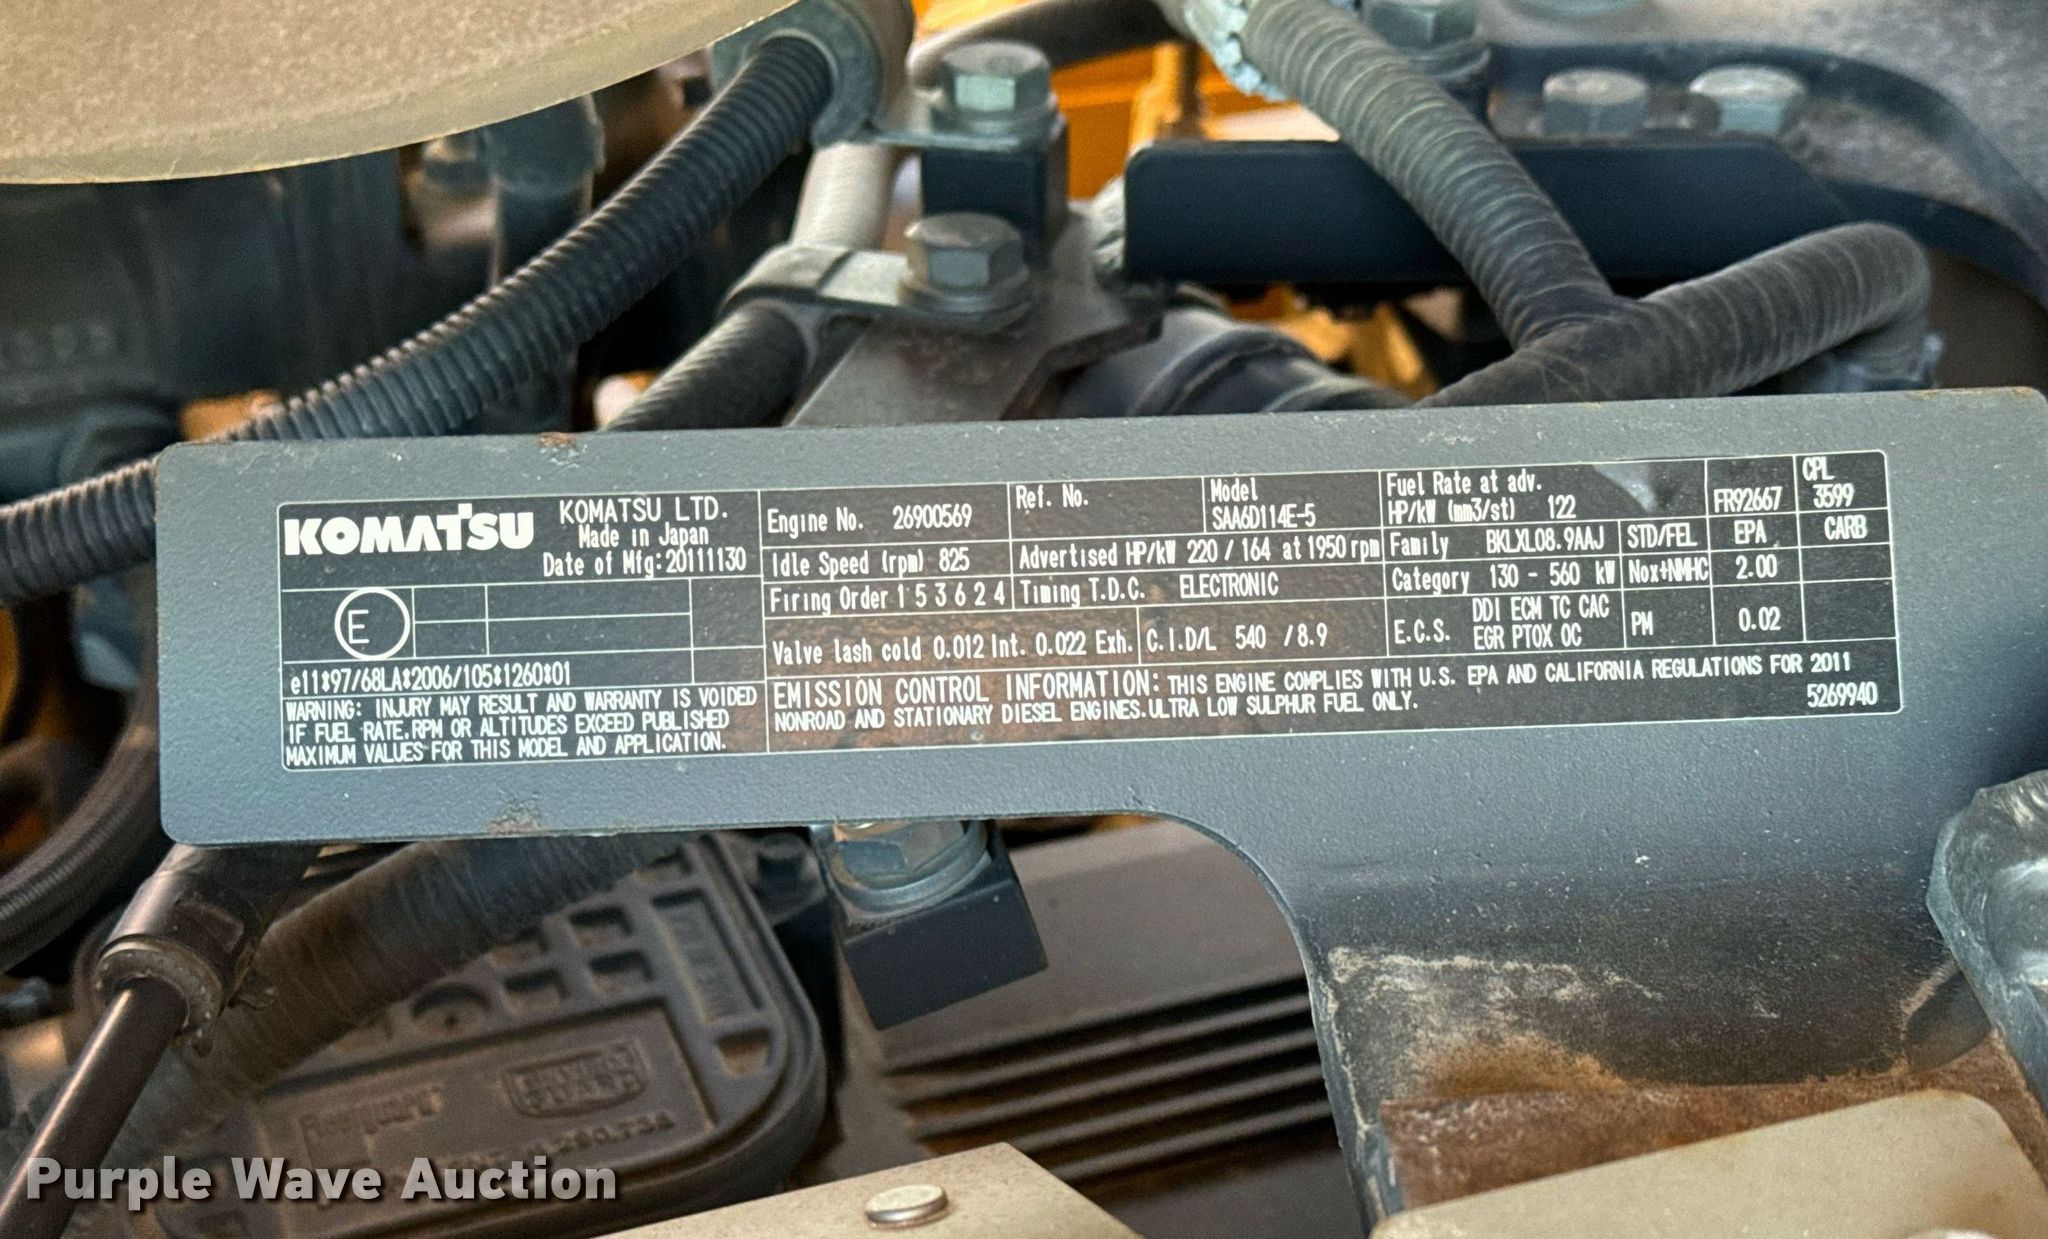 KOMATSU
KOMATSU LTD.
Made in Japan
Date of Mfg:20111130
E
e11*97/68LA*2006/105*1260*01
WARNING: INJURY MAY RESULT AND WARRANTY IS VOIDED
IF FUEL RATE.RPM OR ALTITUDES EXCEED PUBLISHED
MAXIMUM VALUES FOR THIS MODEL AND APPLICATION.
Engine No. 26900569
Ref. No.
Model
SAA6D114E-5
Fuel Rate at adv.
HP/kW (mm3/st) 122
FR92667
CPL
3599
Idle Speed (rpm) 825
Advertised HP/kW 220 / 164 at 1950 rpm
Family BKLXL08.9AAJ
STD/FEL
EPA
CARB
Firing Order 1 5 3 6 2 4
Timing T.D.C. ELECTRONIC
Category 130 - 560 kW
Nox+NMHC
2.00
Valve lash cold 0.012 Int. 0.022 Exh.
C.I.D/L 540 /8.9
E.C.S. DDI ECM TC CAC
EGR PTOX OC
PM
0.02
EMISSION CONTROL INFORMATION: THIS ENGINE COMPLIES WITH U.S. EPA AND CALIFORNIA REGULATIONS FOR 2011
NONROAD AND STATIONARY DIESEL ENGINES.ULTRA LOW SULPHUR FUEL ONLY.
5269940
Purple Wave Auction